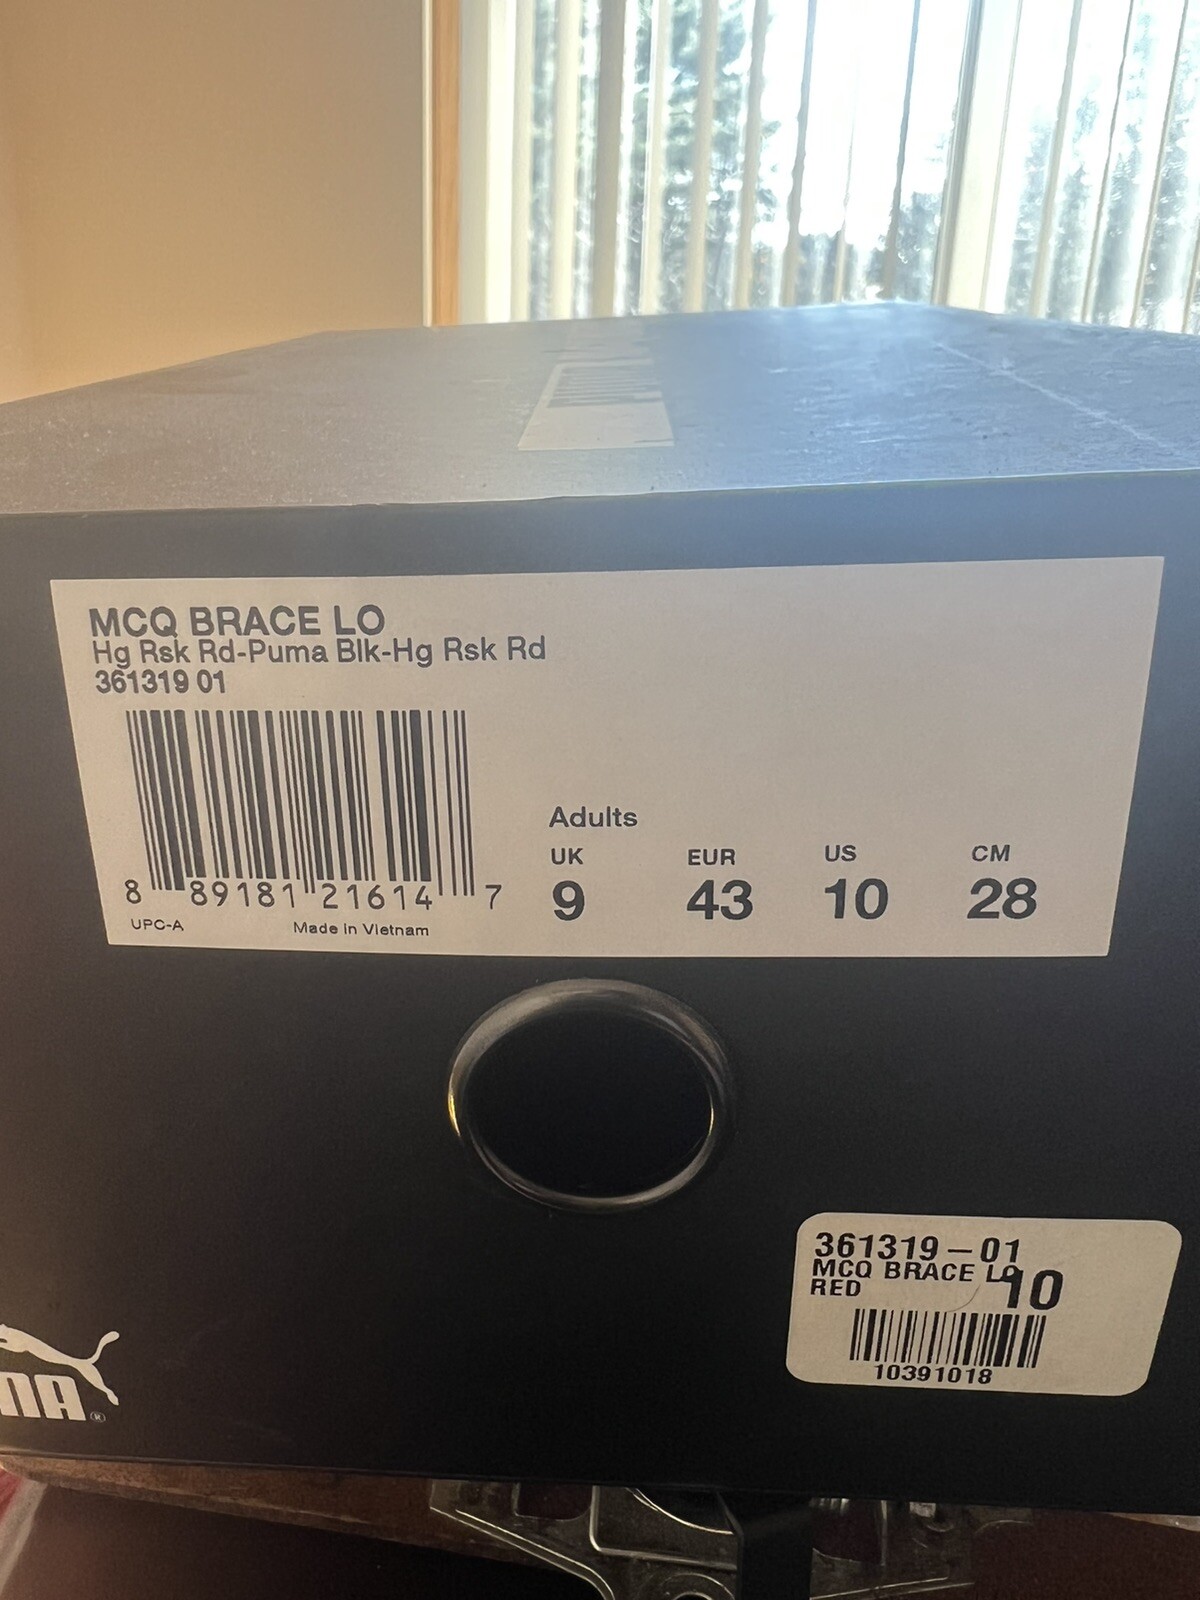 MCQ BRACE LO
Hg Rsk Rd-Puma Blk-Hg Rsk Rd
361319 01
8 89181 21614 7
UPC-A
Made in Vietnam
Adults
UK EUR US CM
9 43 10 28
361319-01
MCQ BRACE LO
RED
10
10391018